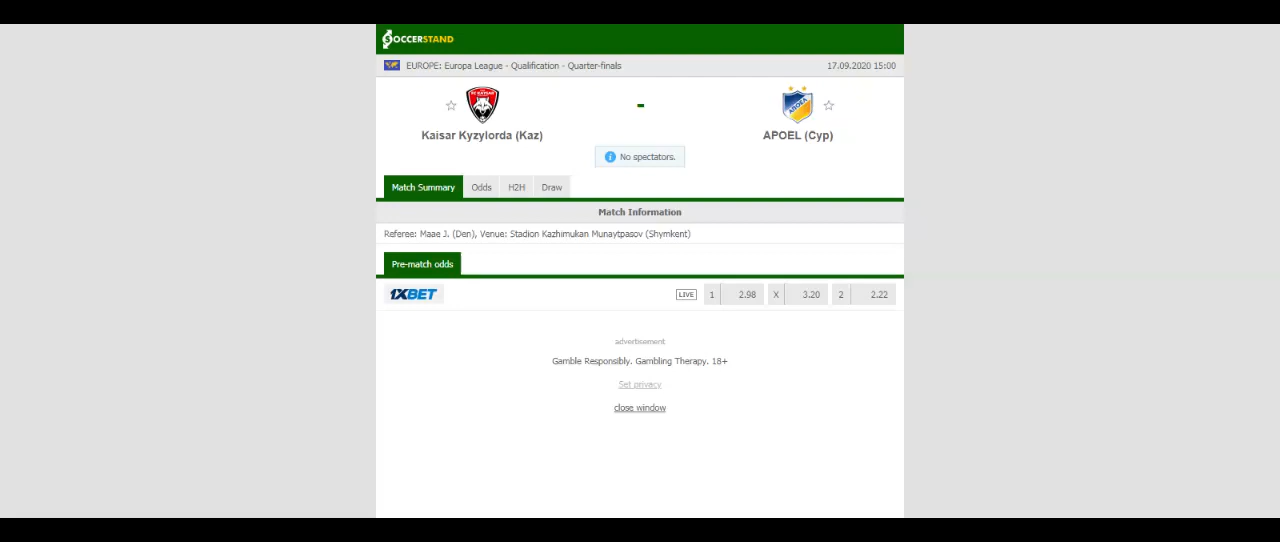 SOCCERSTAND
EUROPE: Europa League - Qualification - Quarter-finals 17.09.2020 15:00
APOEL
-
Kaisar Kyzylorda (Kaz) APOEL (Cyp)
No spectators.
Match Summary Odds H2H Draw
Match Information
Referee: Maae J. (Den), Venue: Stadion Kazhimukan Munaytpasov (Shymkent)
Pre-match odds
1XBET LIVE 1 2.98 X 3.20 2 2.22
advertisement
Gamble Responsibly. Gambling Therapy. 18+
Set privacy
close window